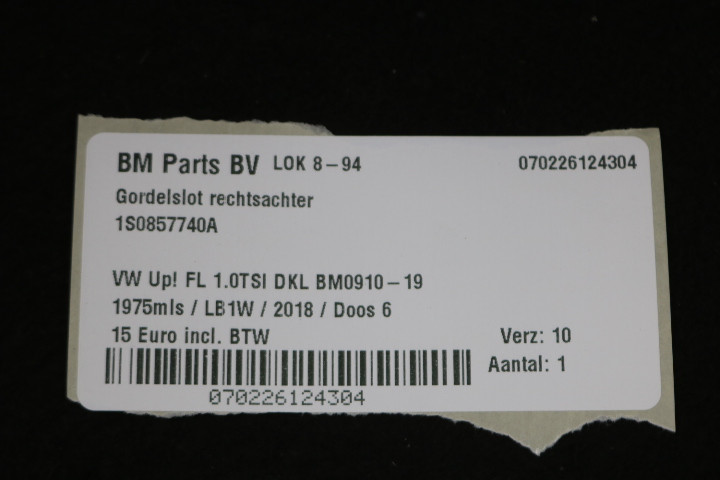 BM Parts BV LOK 8-94 070226124304
Gordelslot rechtsachter
1S0857740A
VW Up! FL 1.0TSI DKL BM0910-19
1975mls / LB1W / 2018 / Doos 6
15 Euro incl. BTW Verz: 10
Aantal: 1
070226124304